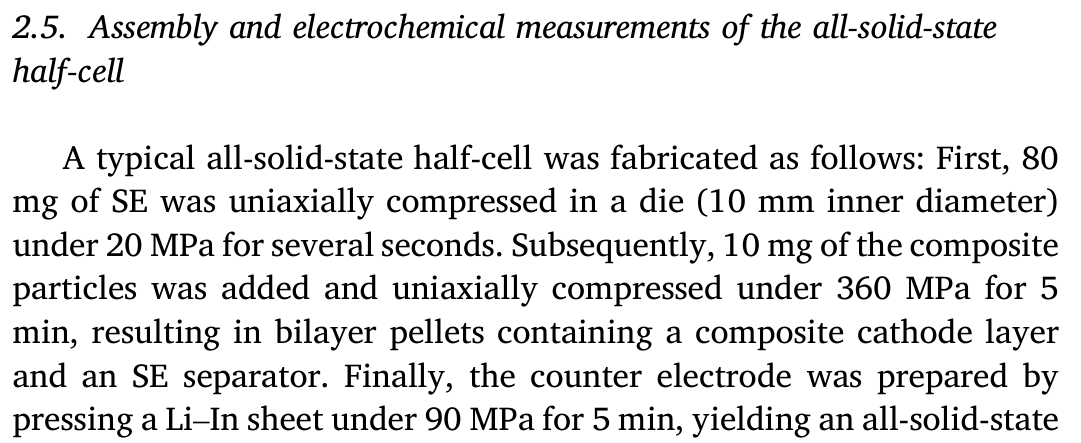 2.5. Assembly and electrochemical measurements of the all-solid-state
half-cell
A typical all-solid-state half-cell was fabricated as follows: First, 80
mg of SE was uniaxially compressed in a die (10 mm inner diameter)
under 20 MPa for several seconds. Subsequently, 10 mg of the composite
particles was added and uniaxially compressed under 360 MPa for 5
min, resulting in bilayer pellets containing a composite cathode layer
and an SE separator. Finally, the counter electrode was prepared by
pressing a Li–In sheet under 90 MPa for 5 min, yielding an all-solid-state